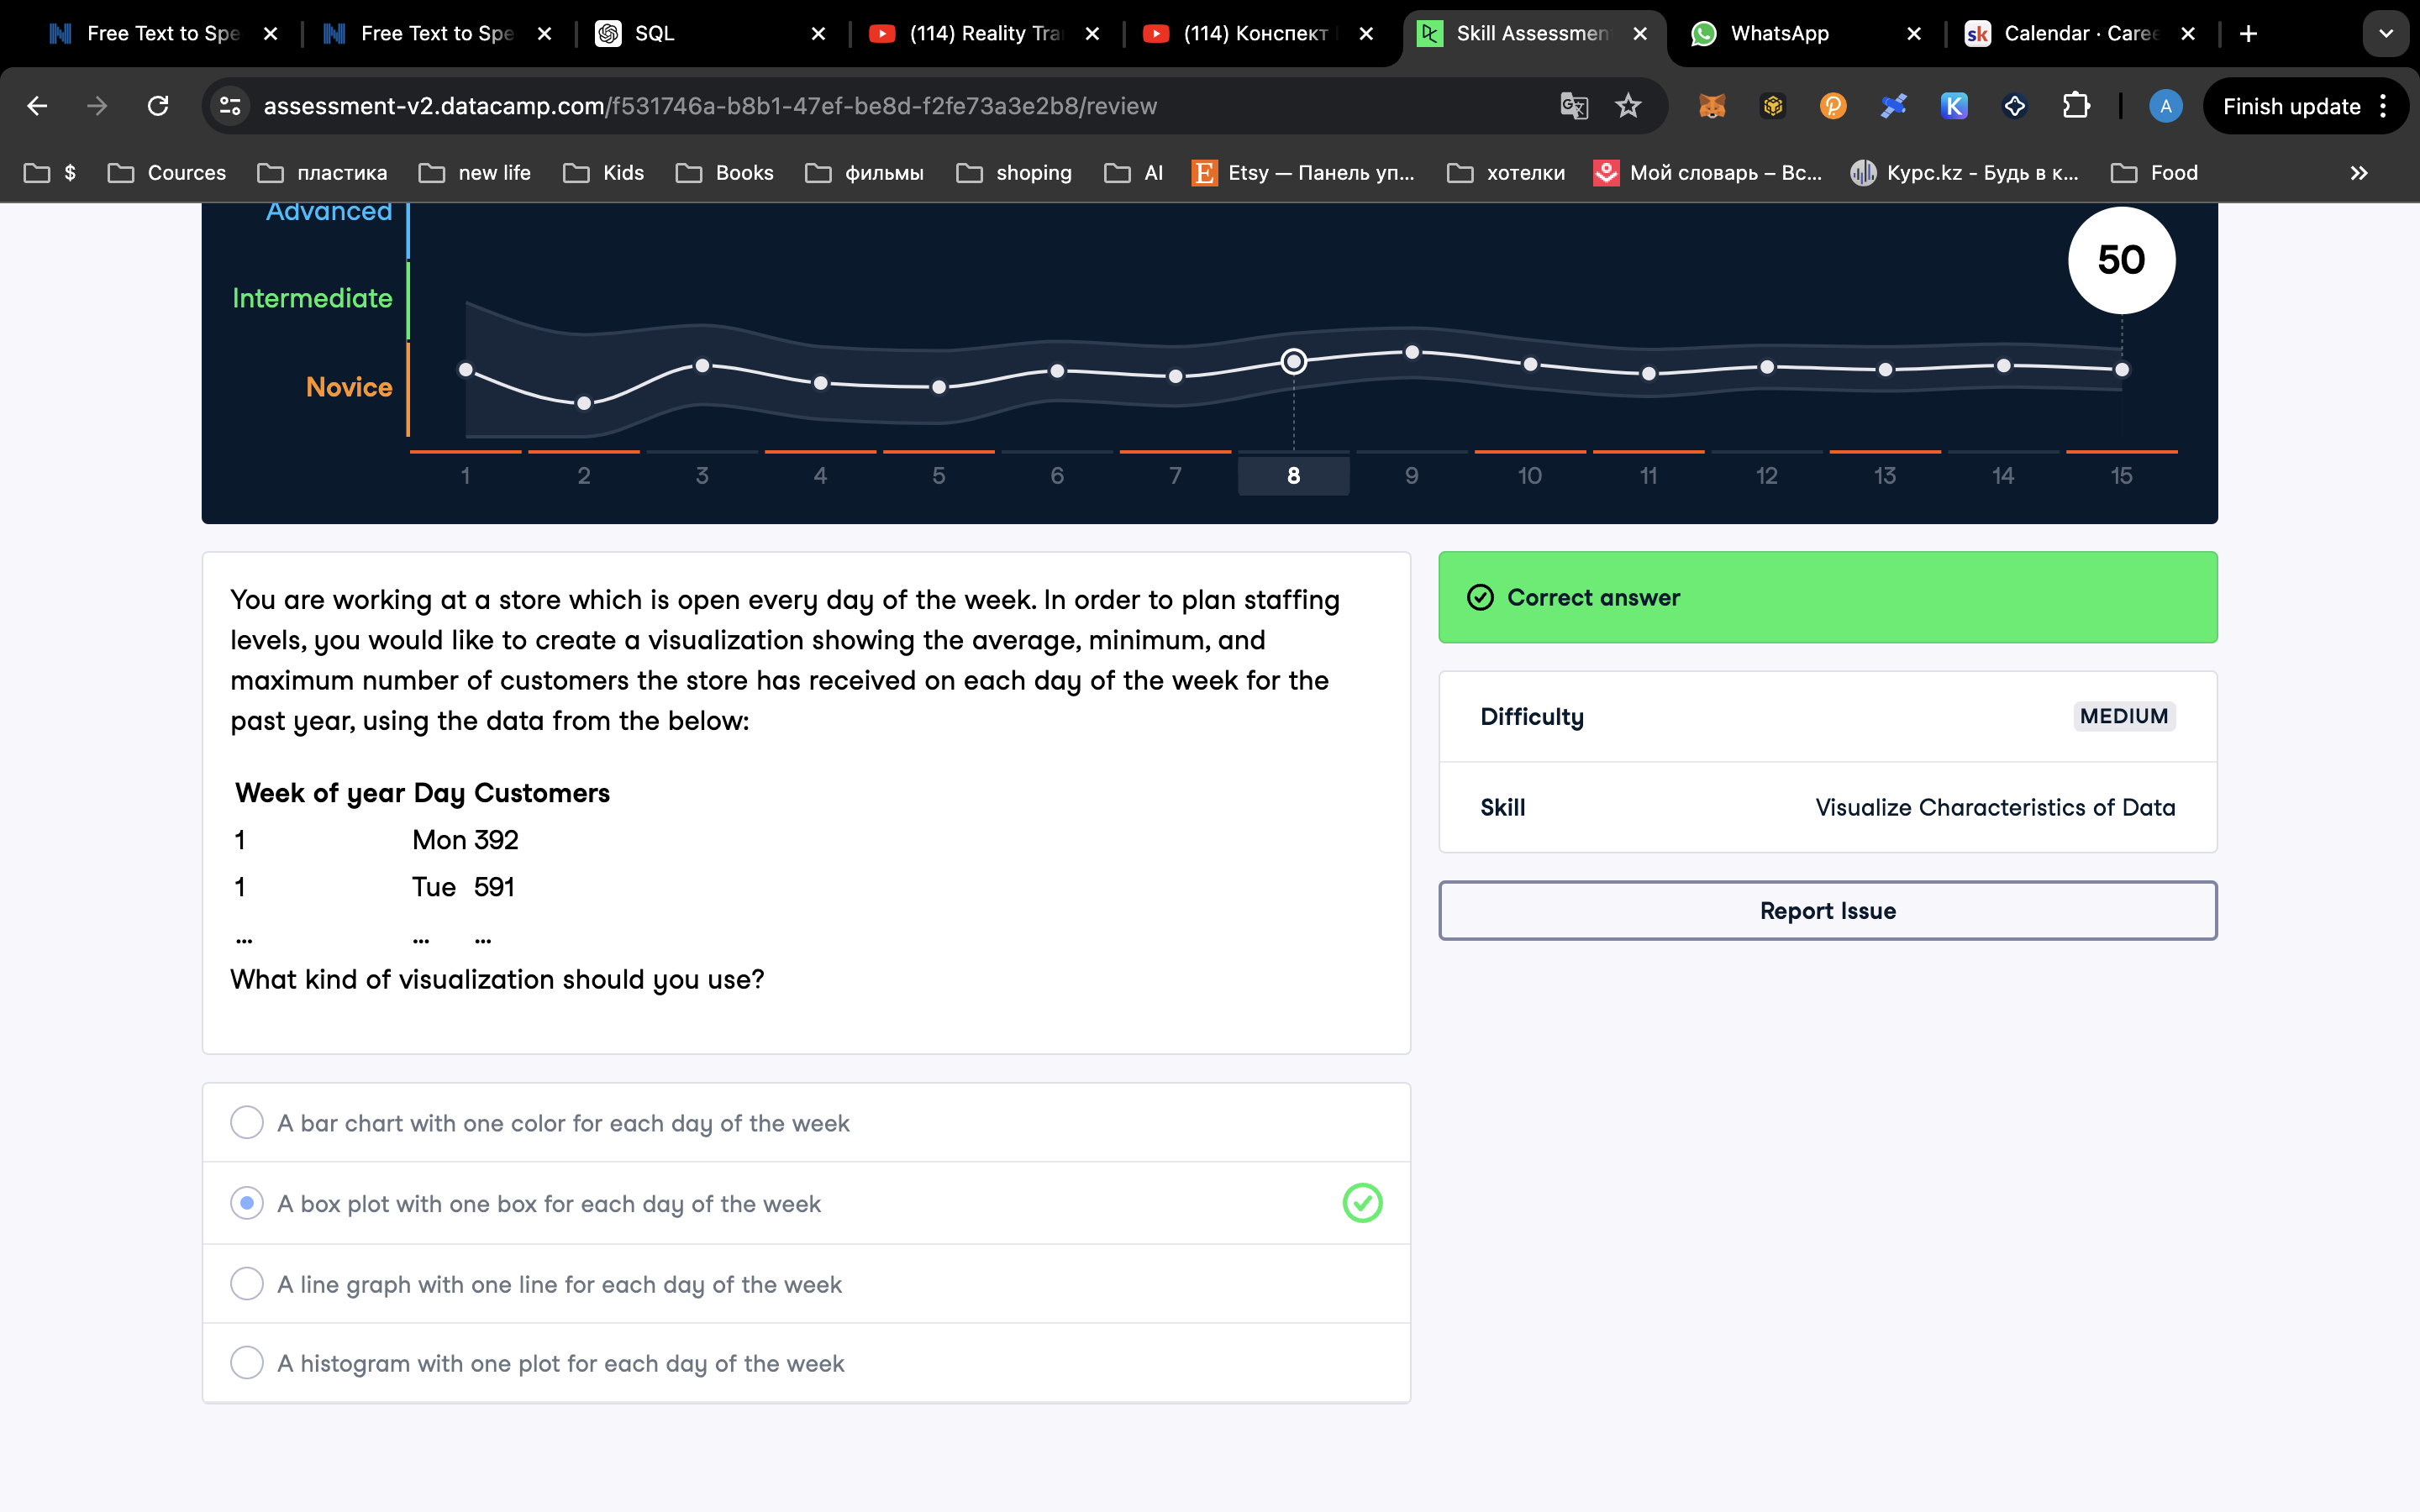 Free Text to Spe
Free Text to Spe
SQL
(114) Reality Tra
(114) Конспект
Skill Assessmen
WhatsApp
sk Calendar · Caree
assessment-v2.datacamp.com/f531746a-b8b1-47ef-be8d-f2fe73a3e2b8/review
K
A
Finish update
$
Cources
пластика
new life
Kids
Books
фильмы
shoping
AI
E Etsy — Панель уп...
хотелки
Мой словарь – Вс...
Курс.kz - Будь в к...
Food
Advanced
Intermediate
Novice
50
1 2 3 4 5 6 7 8 9 10 11 12 13 14 15
You are working at a store which is open every day of the week. In order to plan staffing
levels, you would like to create a visualization showing the average, minimum, and
maximum number of customers the store has received on each day of the week for the
past year, using the data from the below:
Week of year Day Customers
1 Mon 392
1 Tue 591
... ... ...
What kind of visualization should you use?
A bar chart with one color for each day of the week
A box plot with one box for each day of the week
A line graph with one line for each day of the week
A histogram with one plot for each day of the week
Correct answer
Difficulty MEDIUM
Skill Visualize Characteristics of Data
Report Issue